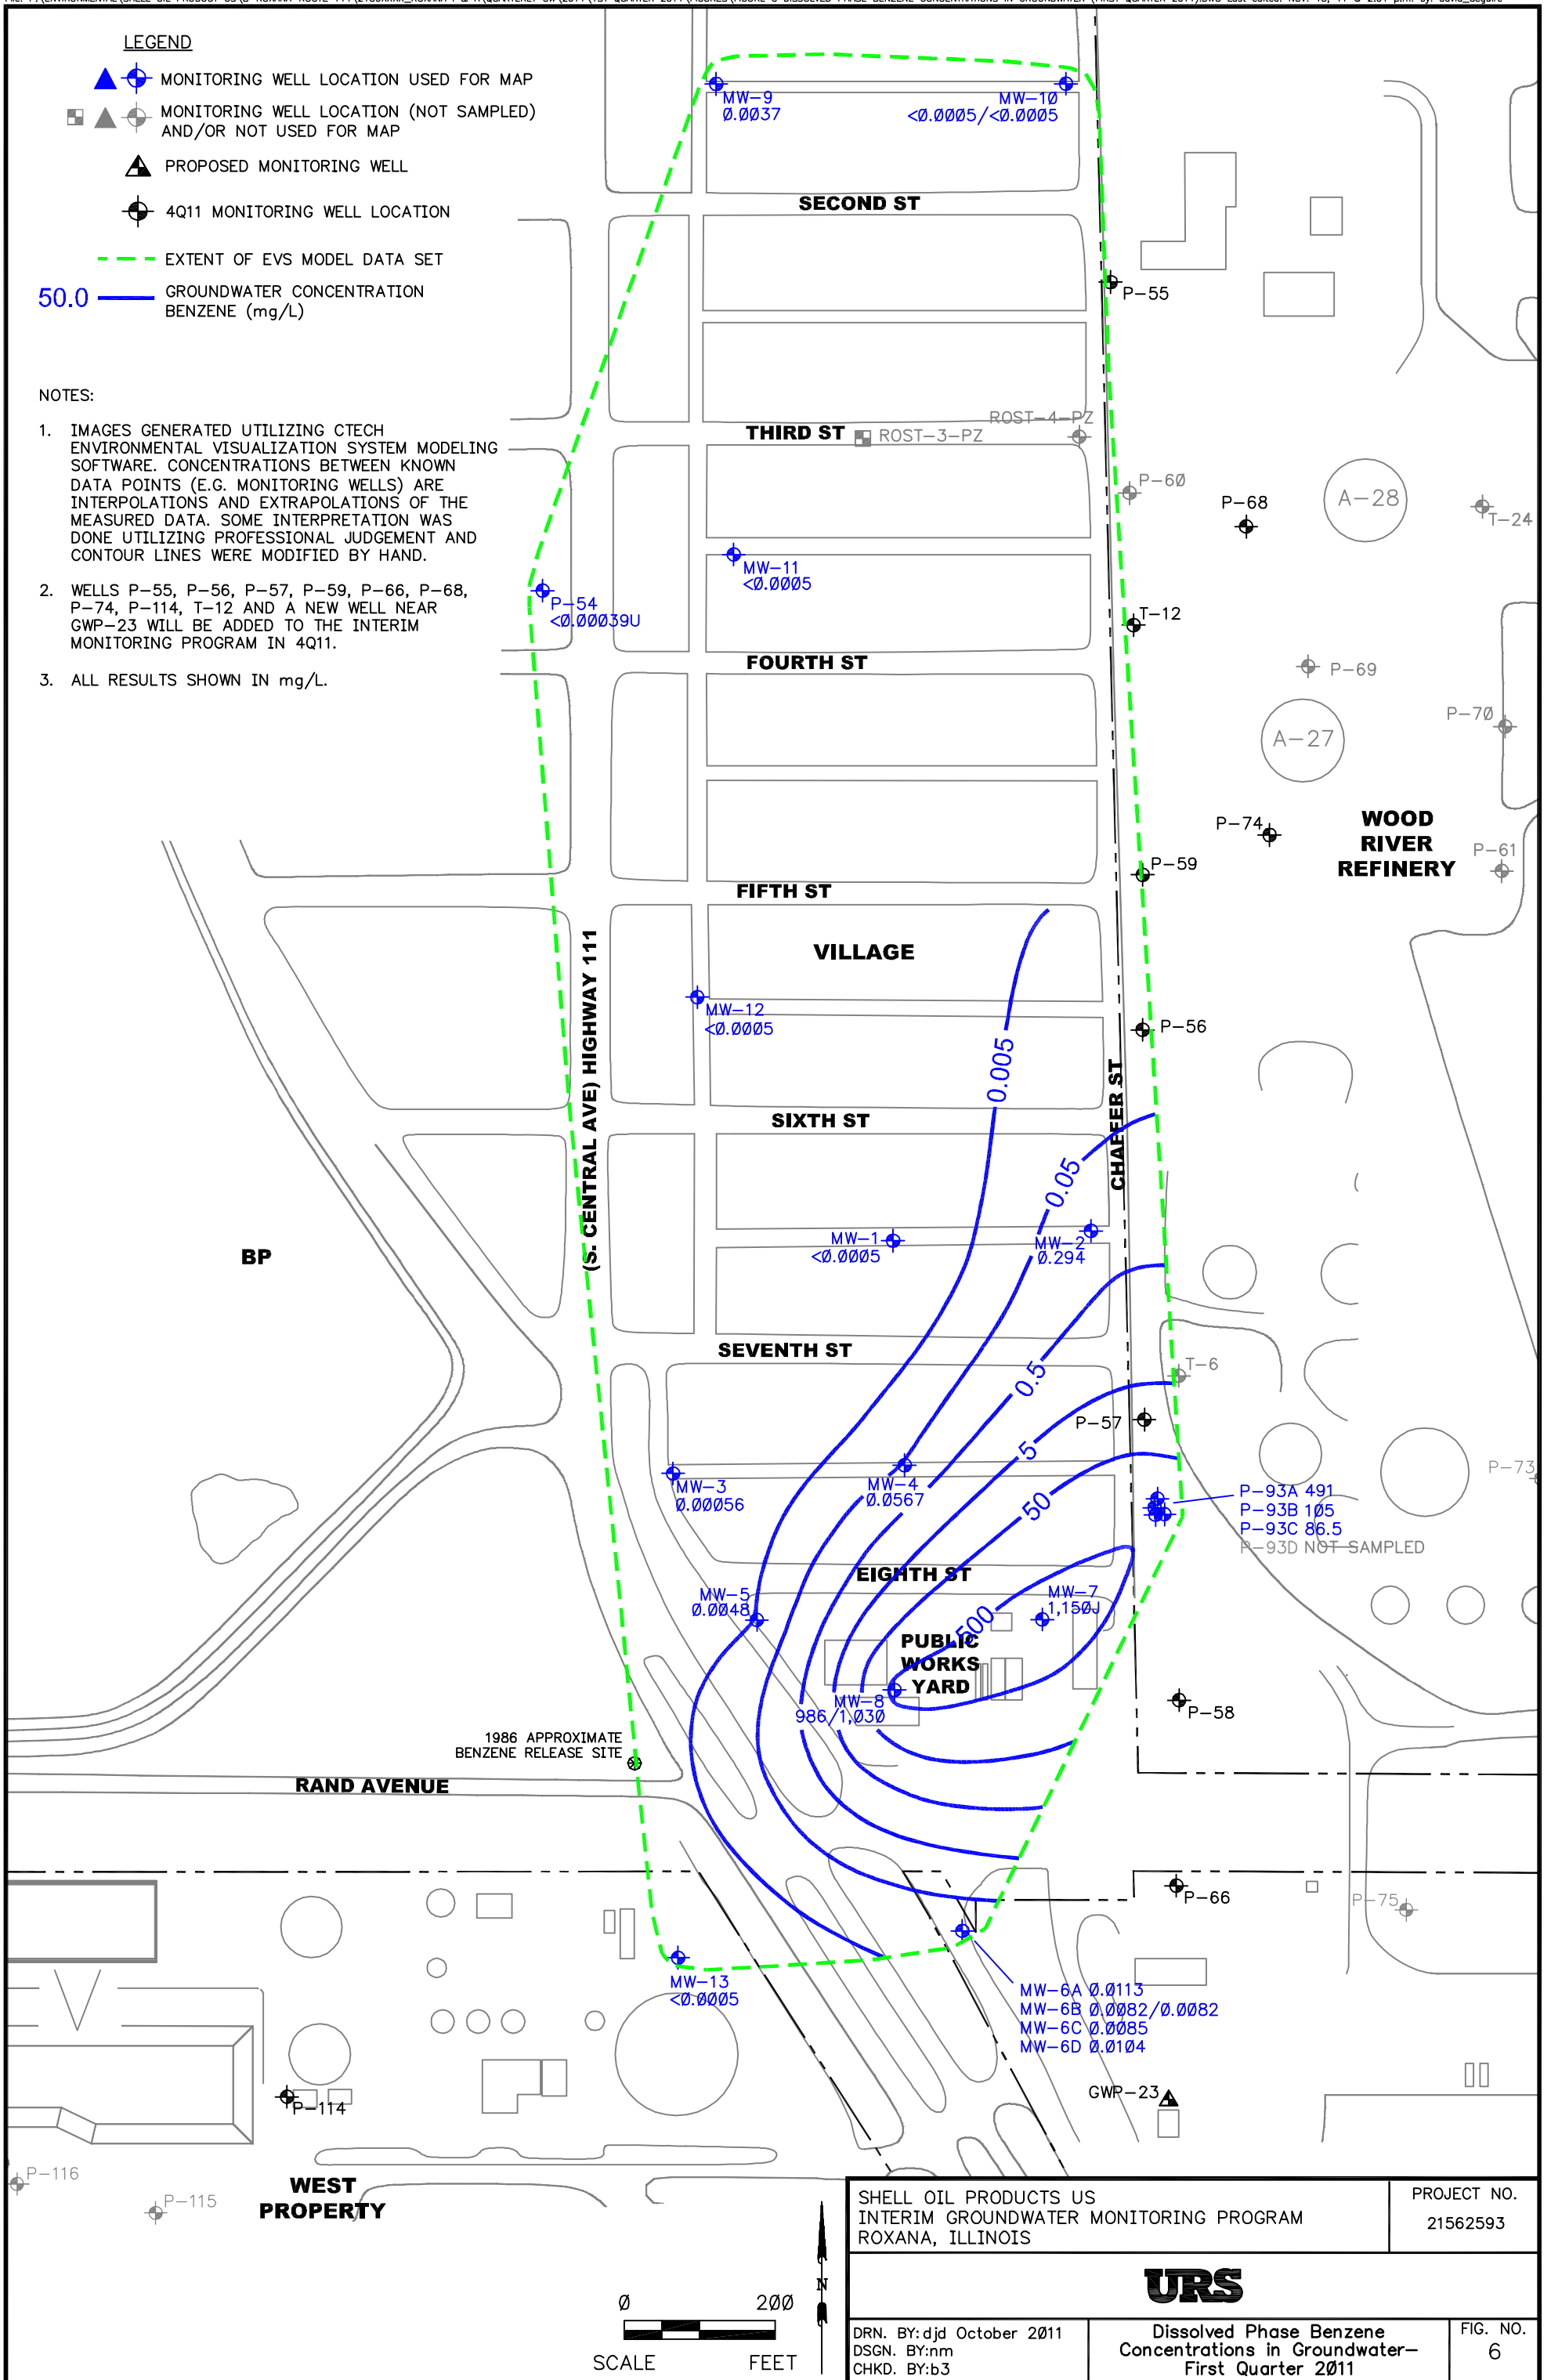 LEGEND
MONITORING WELL LOCATION USED FOR MAP
MONITORING WELL LOCATION (NOT SAMPLED)
AND/OR NOT USED FOR MAP
PROPOSED MONITORING WELL
4Q11 MONITORING WELL LOCATION
EXTENT OF EVS MODEL DATA SET
50.0
GROUNDWATER CONCENTRATION
BENZENE (mg/L)
NOTES:
1. IMAGES GENERATED UTILIZING CTECH
ENVIRONMENTAL VISUALIZATION SYSTEM MODELING
SOFTWARE. CONCENTRATIONS BETWEEN KNOWN
DATA POINTS (E.G. MONITORING WELLS) ARE
INTERPOLATIONS AND EXTRAPOLATIONS OF THE
MEASURED DATA. SOME INTERPRETATION WAS
DONE UTILIZING PROFESSIONAL JUDGEMENT AND
CONTOUR LINES WERE MODIFIED BY HAND.
2. WELLS P-55, P-56, P-57, P-59, P-66, P-68,
P-74, P-114, T-12 AND A NEW WELL NEAR
GWP-23 WILL BE ADDED TO THE INTERIM
MONITORING PROGRAM IN 4Q11.
3. ALL RESULTS SHOWN IN mg/L.
MW-9
0.0037
MW-10
<0.0005/<0.0005
SECOND ST
P-55
THIRD ST
ROST-3-PZ
ROST-4-PZ
P-60
P-68
A-28
T-24
MW-11
<0.0005
P-54
<0.00039U
T-12
FOURTH ST
P-69
P-70
A-27
P-74
WOOD
RIVER
REFINERY
P-61
P-59
FIFTH ST
VILLAGE
(S. CENTRAL AVE) HIGHWAY 111
MW-12
<0.0005
P-56
0.005
CHAFFER ST
SIXTH ST
0.05
MW-1
<0.0005
MW-2
0.294
BP
SEVENTH ST
0.5
T-6
P-57
5
MW-3
0.00056
MW-4
0.0567
50
P-73
P-93A 491
P-93B 105
P-93C 86.5
P-93D NOT SAMPLED
EIGHTH ST
MW-5
0.0048
MW-7
1,150J
500
PUBLIC
WORKS
YARD
MW-8
986/1,030
P-58
1986 APPROXIMATE
BENZENE RELEASE SITE
RAND AVENUE
P-66
P-75
MW-13
<0.0005
MW-6A 0.0113
MW-6B 0.0082/0.0082
MW-6C 0.0085
MW-6D 0.0104
GWP-23
P-114
P-116
P-115
WEST
PROPERTY
N
0 200
SCALE FEET
SHELL OIL PRODUCTS US
INTERIM GROUNDWATER MONITORING PROGRAM
ROXANA, ILLINOIS
PROJECT NO.
21562593
URS
DRN. BY:djd October 2011
DSGN. BY:nm
CHKD. BY:b3
Dissolved Phase Benzene
Concentrations in Groundwater-
First Quarter 2011
FIG. NO.
6